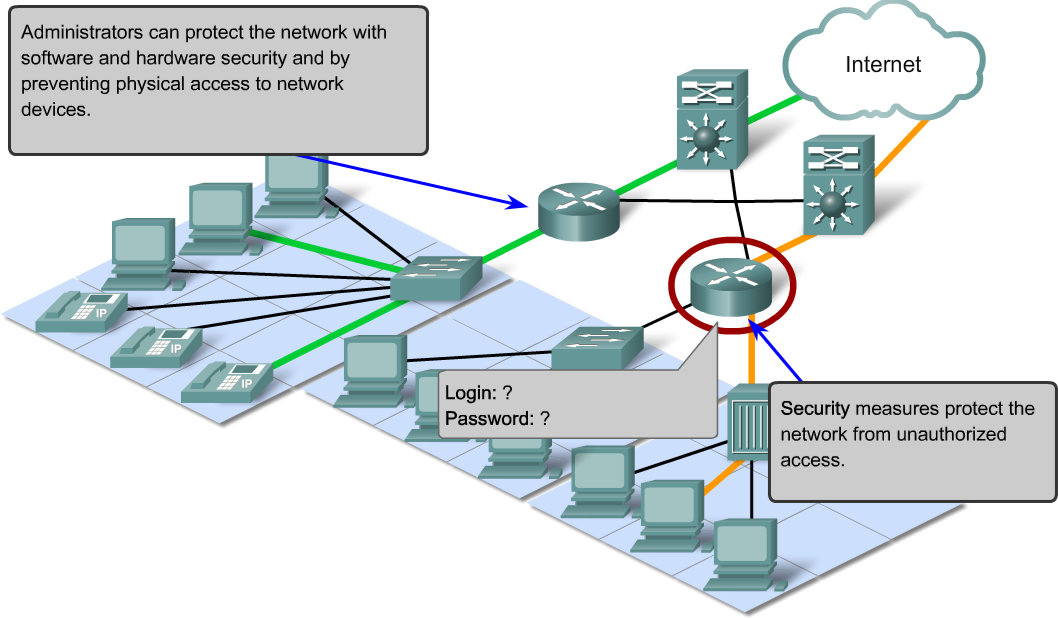 Administrators can protect the network with
software and hardware security and by
preventing physical access to network
devices.
Internet
IP
IP
IP
Login: ?
Password: ?
Security measures protect the
network from unauthorized
access.